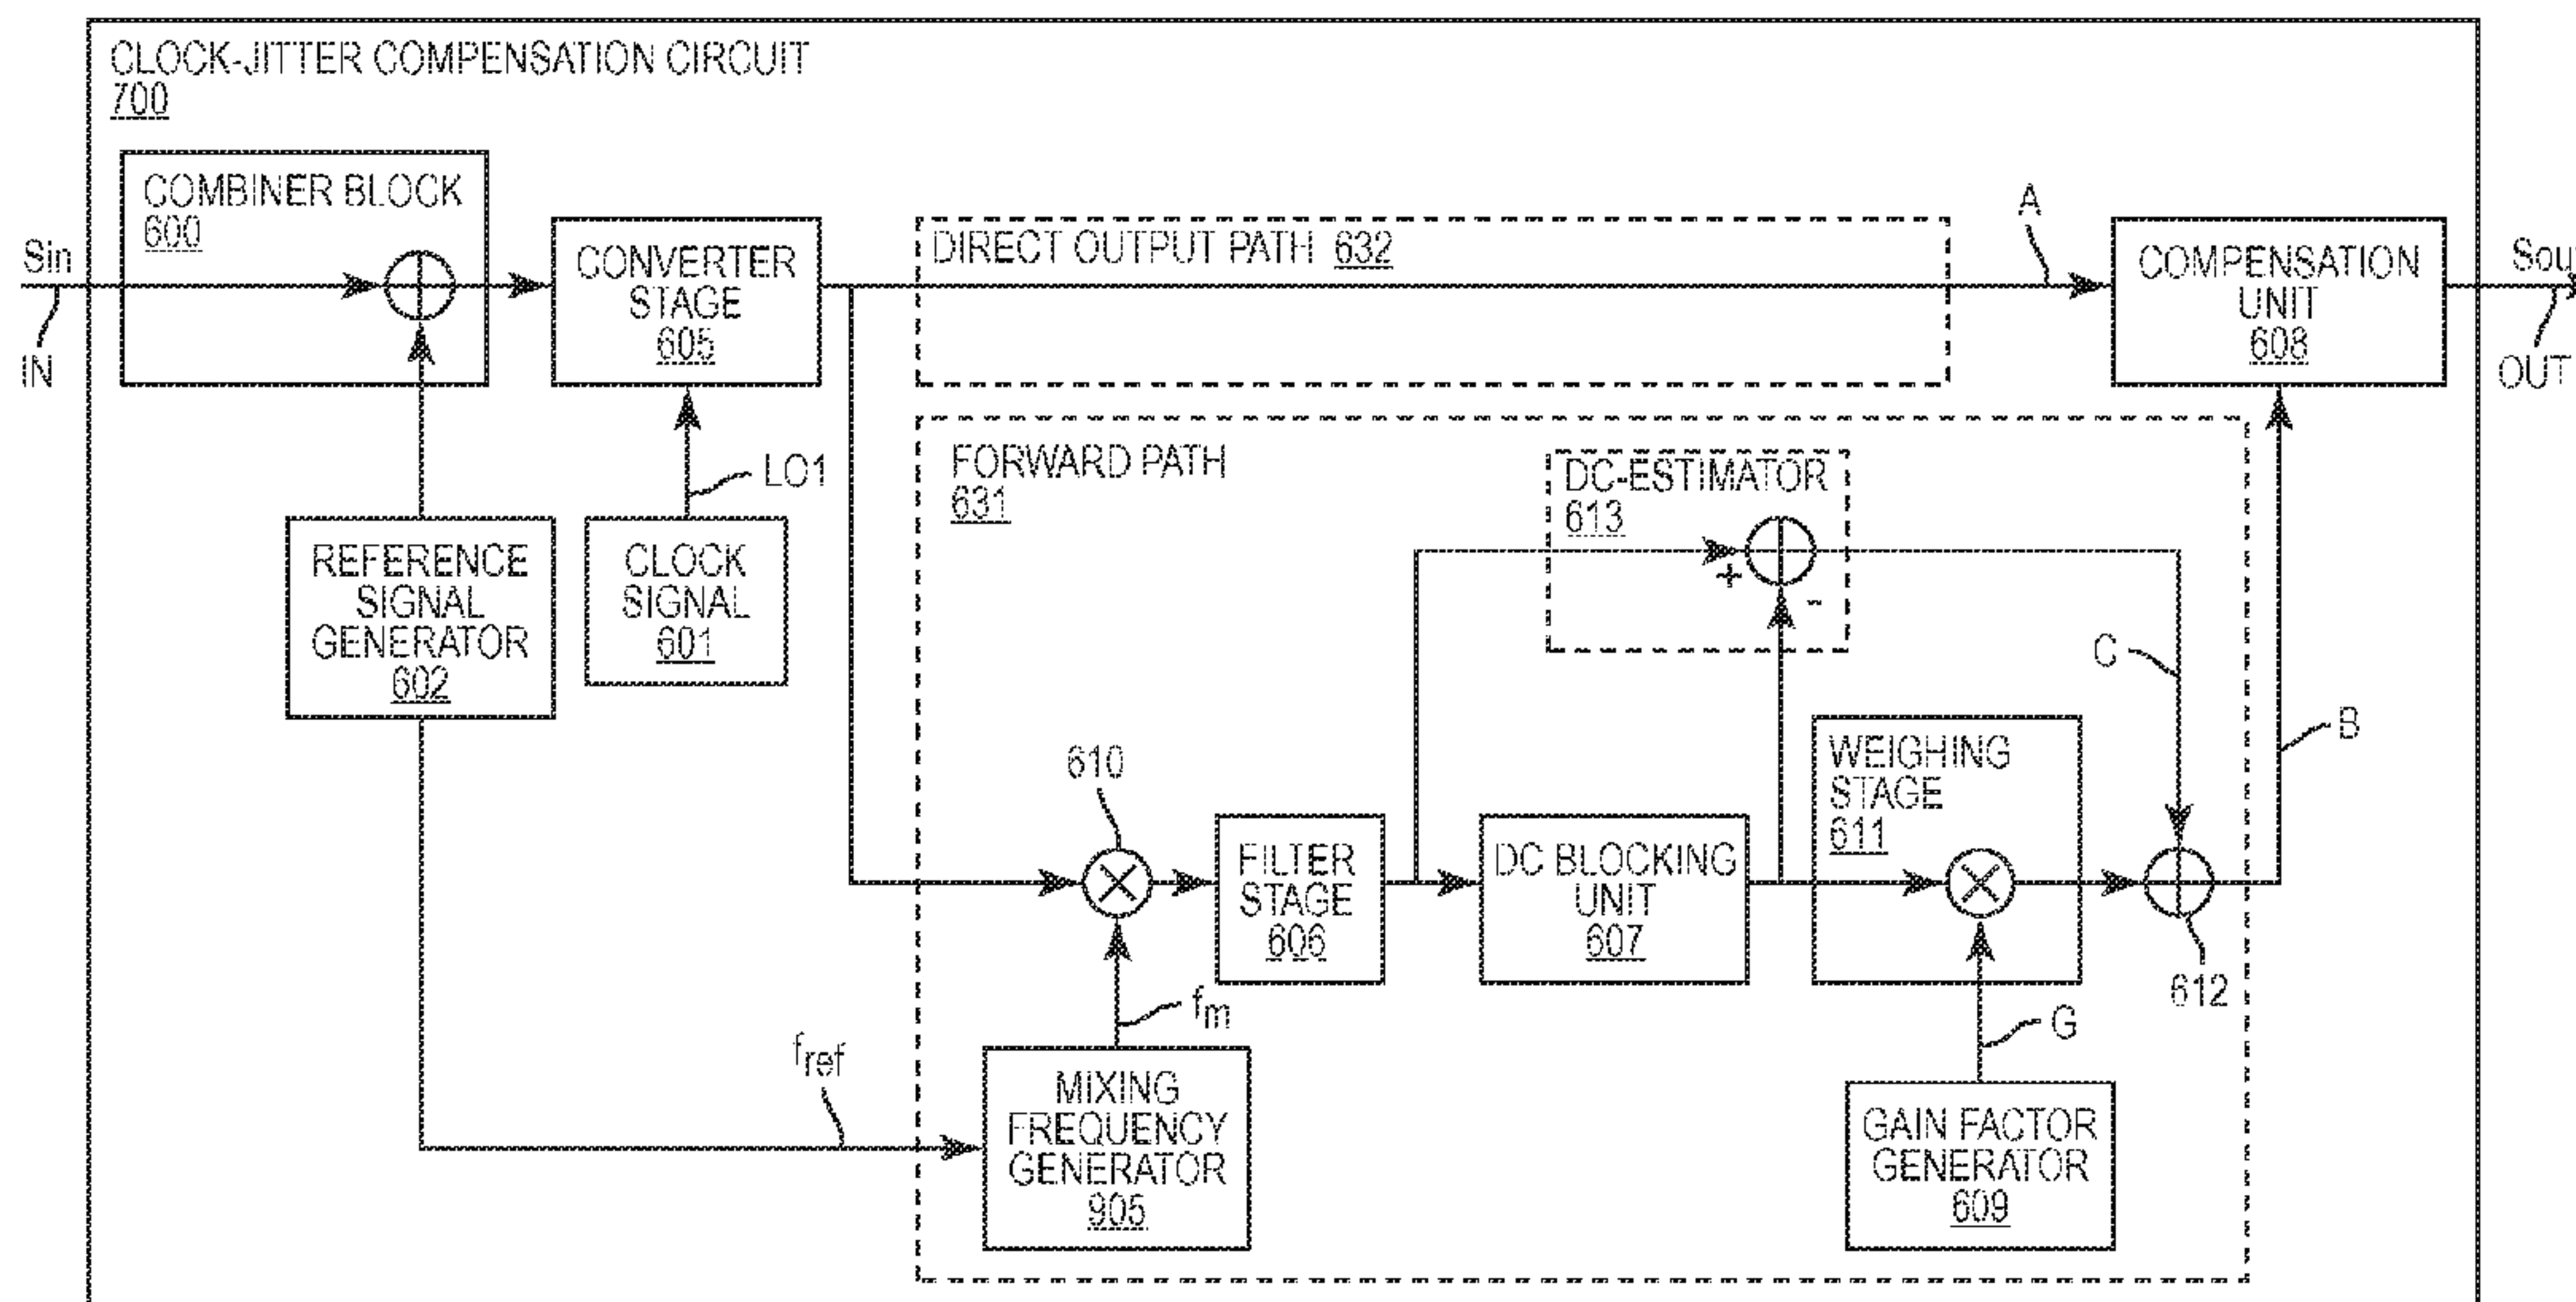 CLOCK-JITTER COMPENSATION CIRCUIT
700
COMBINER BLOCK
600
Sin
IN
CONVERTER
STAGE
605
DIRECT OUTPUT PATH 632
A
COMPENSATION
UNIT
608
Sou
OUT
REFERENCE
SIGNAL
GENERATOR
602
LO1
CLOCK
SIGNAL
601
FORWARD PATH
631
DC-ESTIMATOR
613
+
-
C
B
610
FILTER
STAGE
606
DC BLOCKING
UNIT
607
WEIGHING
STAGE
611
612
fm
G
fref
MIXING
FREQUENCY
GENERATOR
905
GAIN FACTOR
GENERATOR
609